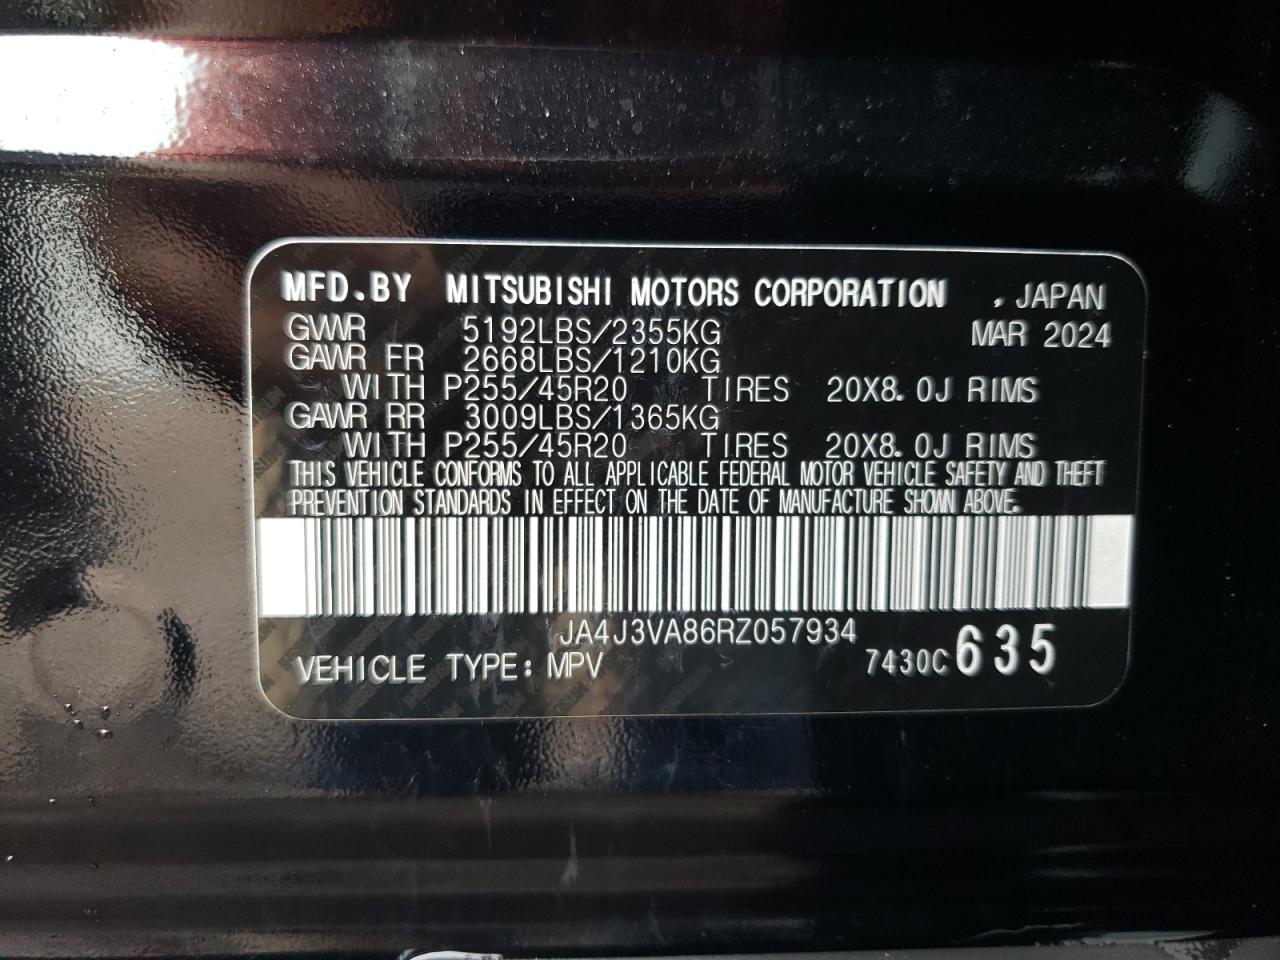 MFD.BY MITSUBISHI MOTORS CORPORATION , JAPAN
GVWR 5192LBS/2355KG MAR 2024
GAWR FR 2668LBS/1210KG
WITH P255/45R20 TIRES 20X8.0J RIMS
GAWR RR 3009LBS/1365KG
WITH P255/45R20 TIRES 20X8.0J RIMS
THIS VEHICLE CONFORMS TO ALL APPLICABLE FEDERAL MOTOR VEHICLE SAFETY AND THEFT
PREVENTION STANDARDS IN EFFECT ON THE DATE OF MANUFACTURE SHOWN ABOVE.
JA4J3VA86RZ057934
VEHICLE TYPE: MPV 7430C 635